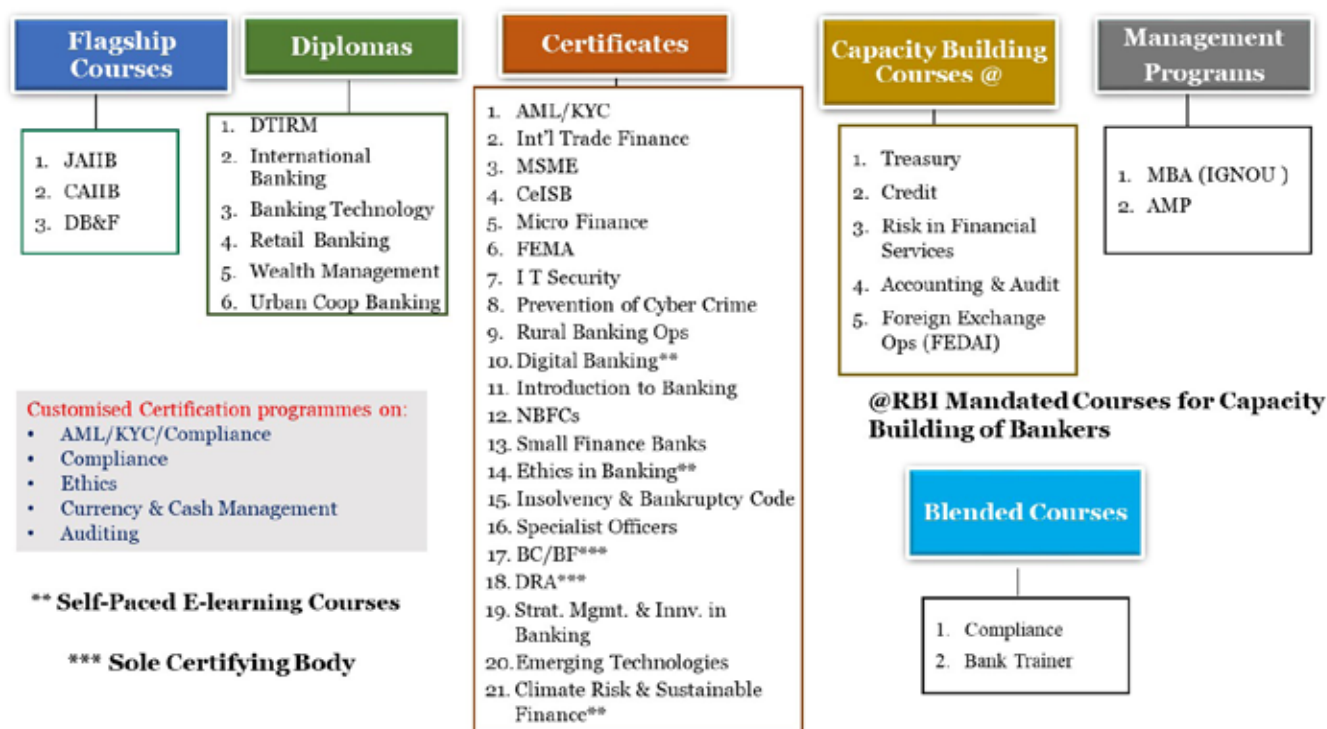 Flagship
Courses
1. JAIIB
2. CAIIB
3. DB&F
Diplomas
1. DTIRM
2. International
Banking
3. Banking Technology
4. Retail Banking
5. Wealth Management
6. Urban Coop Banking
Certificates
1. AML/KYC
2. Int'l Trade Finance
3. MSME
4. CeISB
5. Micro Finance
6. FEMA
7. I T Security
8. Prevention of Cyber Crime
9. Rural Banking Ops
10. Digital Banking**
11. Introduction to Banking
12. NBFCs
13. Small Finance Banks
14. Ethics in Banking**
15. Insolvency & Bankruptcy Code
16. Specialist Officers
17. BC/BF***
18. DRA***
19. Strat. Mgmt. & Innv. in
Banking
20. Emerging Technologies
21. Climate Risk & Sustainable
Finance**
Capacity Building
Courses @
1. Treasury
2. Credit
3. Risk in Financial
Services
4. Accounting & Audit
5. Foreign Exchange
Ops (FEDAI)
@RBI Mandated Courses for Capacity
Building of Bankers
Management
Programs
1. MBA (IGNOU )
2. AMP
Blended Courses
1. Compliance
2. Bank Trainer
Customised Certification programmes on:
• AML/KYC/Compliance
• Compliance
• Ethics
• Currency & Cash Management
• Auditing
** Self-Paced E-learning Courses
*** Sole Certifying Body